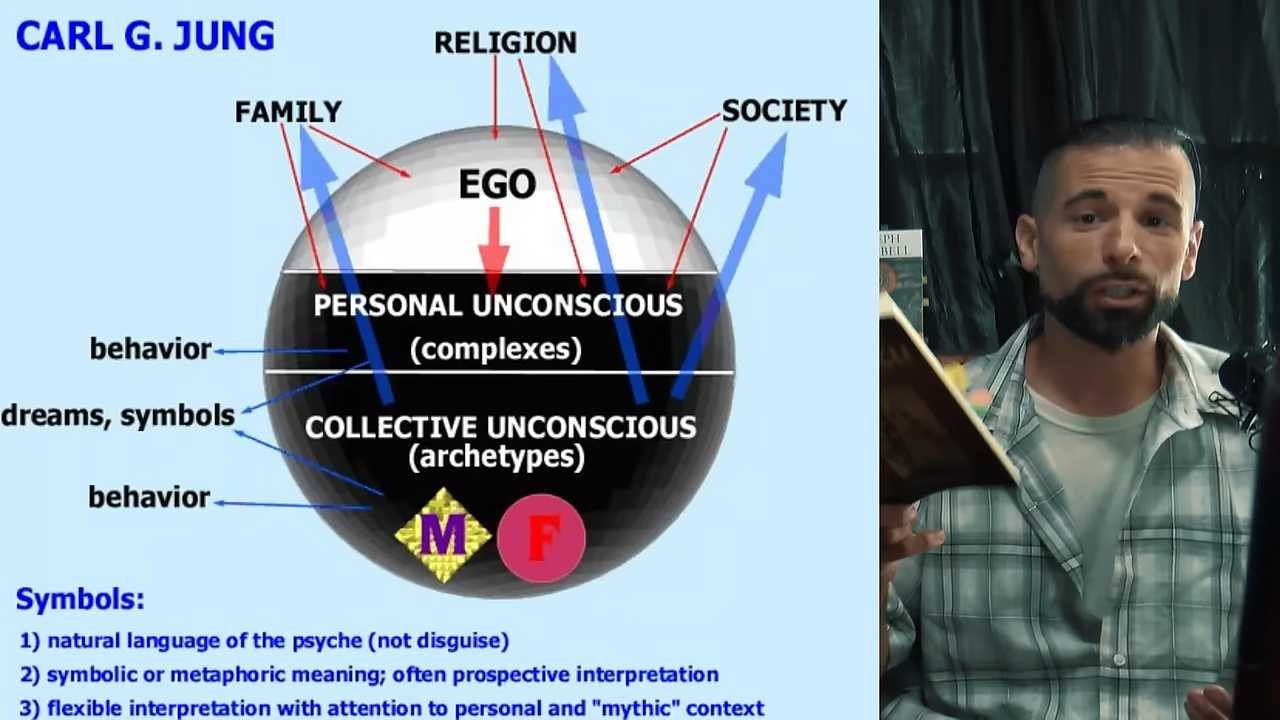 CARL G. JUNG
RELIGION
FAMILY
SOCIETY
EGO
PERSONAL UNCONSCIOUS
(complexes)
behavior
dreams, symbols
COLLECTIVE UNCONSCIOUS
(archetypes)
behavior
M F
Symbols:
1) natural language of the psyche (not disguise)
2) symbolic or metaphoric meaning; often prospective interpretation
3) flexible interpretation with attention to personal and "mythic" context
PH
BELL